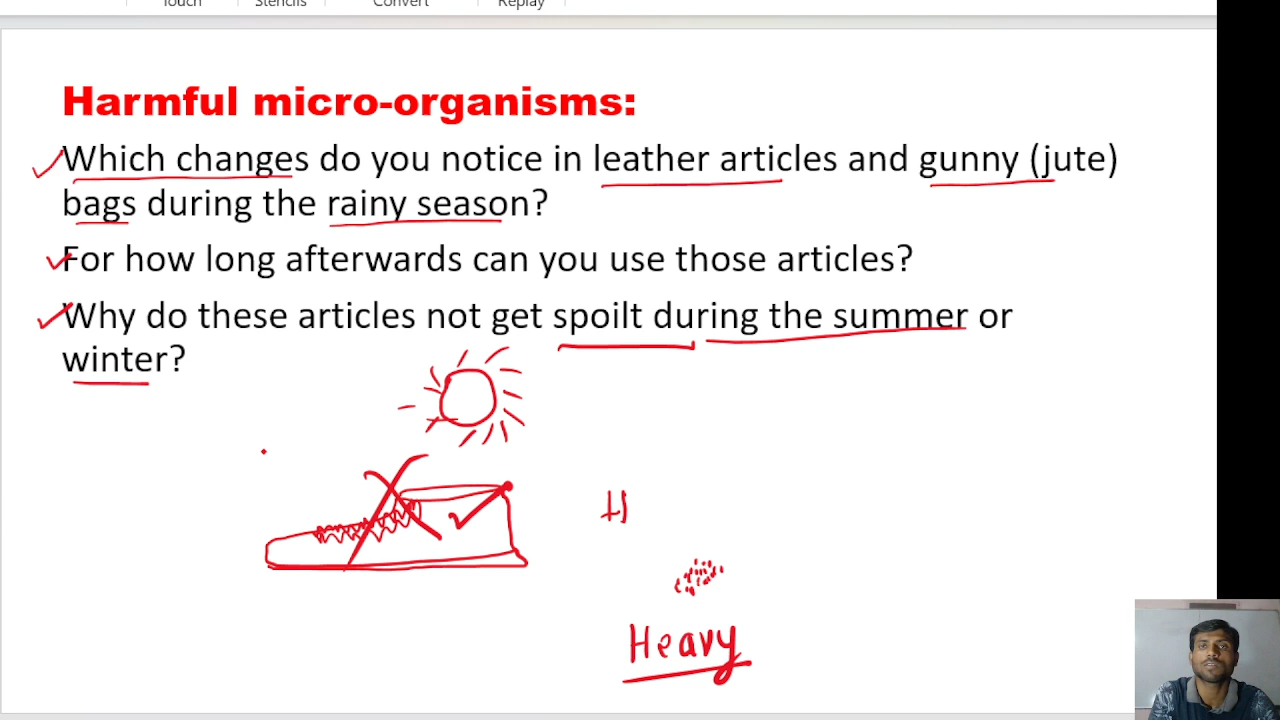 Touch Stencils Convert Replay
Harmful micro-organisms:
Which changes do you notice in leather articles and gunny (jute)
bags during the rainy season?
For how long afterwards can you use those articles?
Why do these articles not get spoilt during the summer or
winter?
Heavy